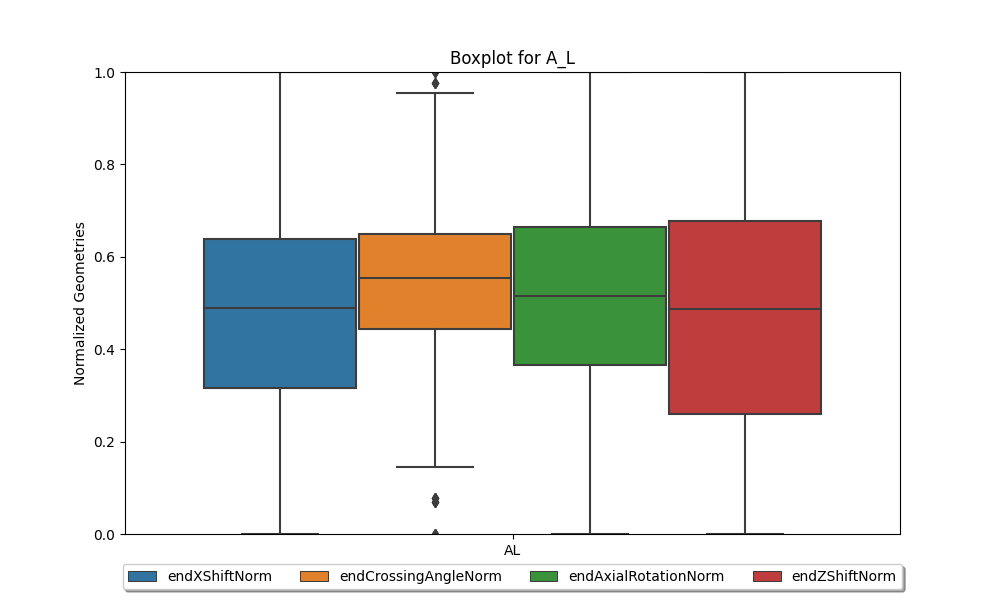 Boxplot for A_L
1.0
0.8
0.6
0.4
0.2
0.0
Normalized Geometries
AL
endXShiftNorm endCrossingAngleNorm endAxialRotationNorm endZShiftNorm